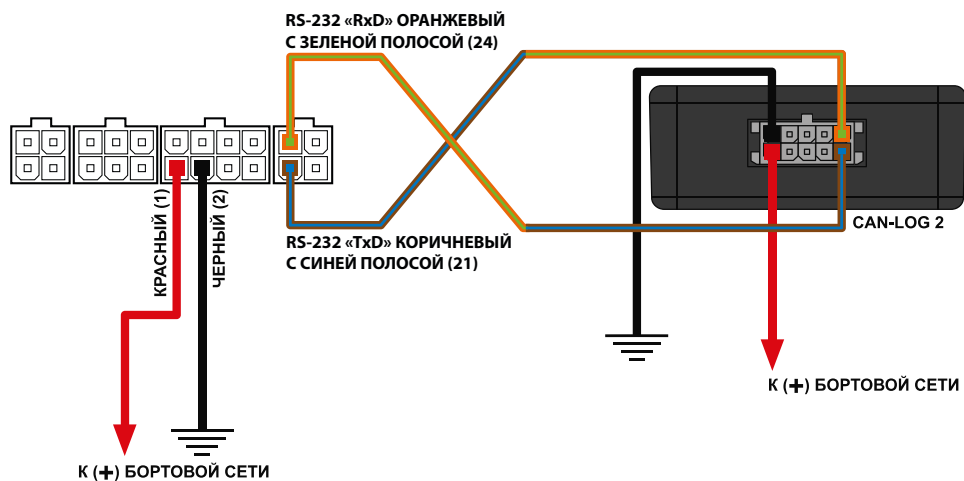 RS-232 «RxD» ОРАНЖЕВЫЙ
С ЗЕЛЕНОЙ ПОЛОСОЙ (24)
КРАСНЫЙ (1)
ЧЕРНЫЙ (2)
RS-232 «TxD» КОРИЧНЕВЫЙ
С СИНЕЙ ПОЛОСОЙ (21)
CAN-LOG 2
К (+) БОРТОВОЙ СЕТИ
К (+) БОРТОВОЙ СЕТИ